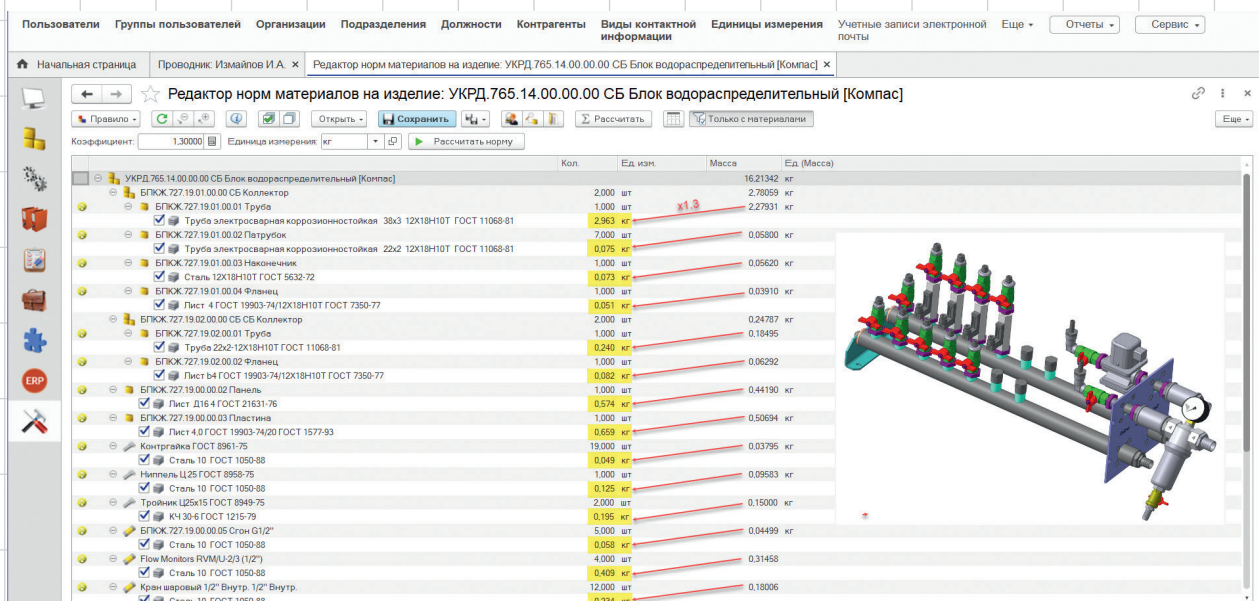 Пользователи Группы пользователей Организации Подразделения Должности Контрагенты Виды контактной информации Единицы измерения Учетные записи электронной почты Еще Отчеты Сервис
Начальная страница Проводник: Измайлов И.А. × Редактор норм материалов на изделие: УКРД.765.14.00.00.00 СБ Блок водораспределительный [Компас] ×
Редактор норм материалов на изделие: УКРД.765.14.00.00.00 СБ Блок водораспределительный [Компас]
Правило Открыть Сохранить Рассчитать Только с материалами Еще
Коэффициент: 1,30000 Единица измерения: кг Рассчитать норму
Кол. Ед. изм. Масса Ед. (Масса)
УКРД.765.14.00.00.00 СБ Блок водораспределительный [Компас] 16,21342 кг
БПКЖ.727.19.01.00.00 СБ Коллектор 2,000 шт 2,78059 кг
БПКЖ.727.19.01.00.01 Труба 1,000 шт x1.3 2,27931 кг
Труба электросварная коррозионностойкая 38х3 12Х18Н10Т ГОСТ 11068-81 2,963 кг
БПКЖ.727.19.01.00.02 Патрубок 7,000 шт 0,05800 кг
Труба электросварная коррозионностойкая 22х2 12Х18Н10Т ГОСТ 11068-81 0,075 кг
БПКЖ.727.19.01.00.03 Наконечник 1,000 шт 0,05620 кг
Сталь 12Х18Н10Т ГОСТ 5632-72 0,073 кг
БПКЖ.727.19.01.00.04 Фланец 1,000 шт 0,03910 кг
Лист 4 ГОСТ 19903-74/12Х18Н10Т ГОСТ 7350-77 0,051 кг
БПКЖ.727.19.02.00.00 СБ СБ Коллектор 2,000 шт 0,24787 кг
БПКЖ.727.19.02.00.01 Труба 1,000 шт 0,18495
Труба 22х2-12Х18Н10Т ГОСТ 11068-81 0,240 кг
БПКЖ.727.19.02.00.02 Фланец 1,000 шт 0,06292 кг
Лист b4 ГОСТ 19903-74/12Х18Н10Т ГОСТ 7350-77 0,082 кг
БПКЖ.727.19.00.00.02 Панель 1,000 шт 0,44190 кг
Лист Д16 4 ГОСТ 21631-76 0,574 кг
БПКЖ.727.19.00.00.03 Пластина 1,000 шт 0,50694 кг
Лист 4,0 ГОСТ 19903-74/20 ГОСТ 1577-93 0,659 кг
Контргайка ГОСТ 8961-75 19,000 шт 0,03795 кг
Сталь 10 ГОСТ 1050-88 0,049 кг
Ниппель Ц 25 ГОСТ 8958-75 1,000 шт 0,09583 кг
Сталь 10 ГОСТ 1050-88 0,125 кг
Тройник Ц25х15 ГОСТ 8949-75 2,000 шт 0,15000 кг
КЧ 30-6 ГОСТ 1215-79 0,195 кг
БПКЖ.727.19.00.00.05 Сгон G1/2" 5,000 шт 0,04499 кг
Сталь 10 ГОСТ 1050-88 0,058 кг
Flow Monitors RVM/U-2/3 (1/2") 4,000 шт 0,31458
Сталь 10 ГОСТ 1050-88 0,409 кг
Кран шаровый 1/2" Внутр. 1/2" Внутр. 12,000 шт 0,18006
Сталь 10 ГОСТ 1050-88 0,234 кг
ERP